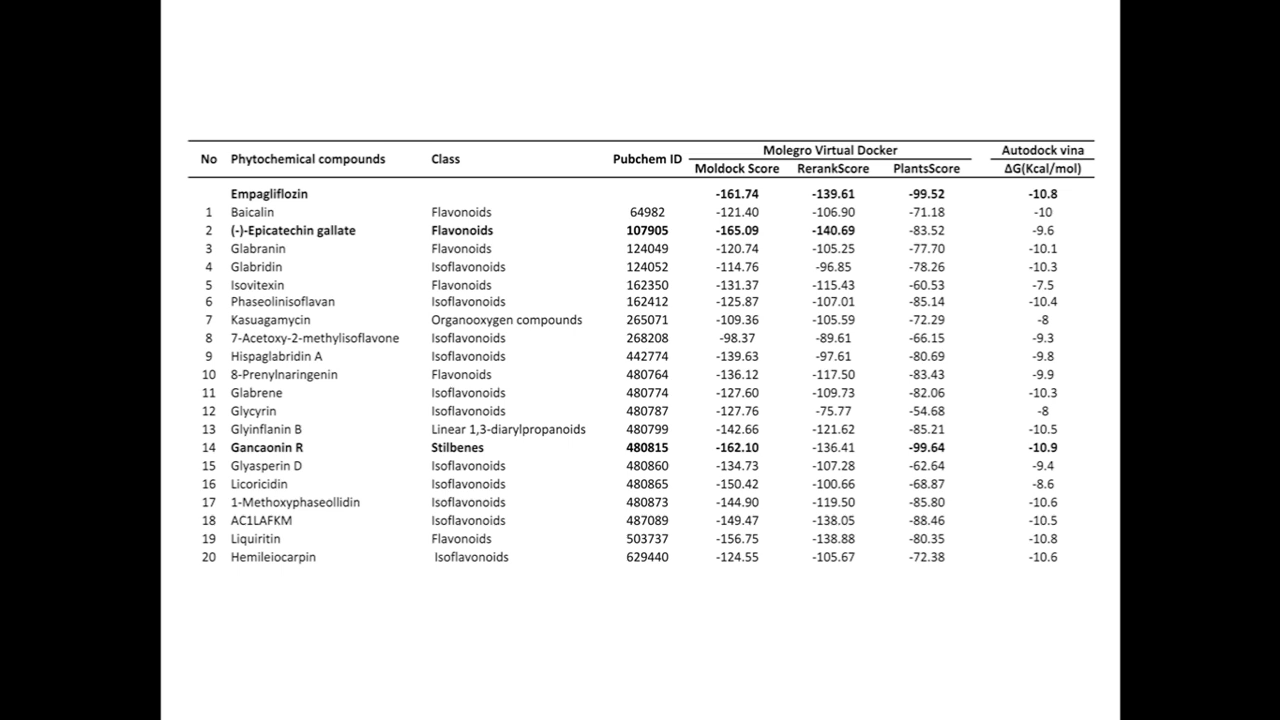 Molegro Virtual Docker Autodock vina
No Phytochemical compounds Class Pubchem ID
Moldock Score RerankScore PlantsScore ΔG(Kcal/mol)
Empagliflozin -161.74 -139.61 -99.52 -10.8
1 Baicalin Flavonoids 64982 -121.40 -106.90 -71.18 -10
2 (-)-Epicatechin gallate Flavonoids 107905 -165.09 -140.69 -83.52 -9.6
3 Glabranin Flavonoids 124049 -120.74 -105.25 -77.70 -10.1
4 Glabridin Isoflavonoids 124052 -114.76 -96.85 -78.26 -10.3
5 Isovitexin Flavonoids 162350 -131.37 -115.43 -60.53 -7.5
6 Phaseolinisoflavan Isoflavonoids 162412 -125.87 -107.01 -85.14 -10.4
7 Kasuagamycin Organooxygen compounds 265071 -109.36 -105.59 -72.29 -8
8 7-Acetoxy-2-methylisoflavone Isoflavonoids 268208 -98.37 -89.61 -66.15 -9.3
9 Hispaglabridin A Isoflavonoids 442774 -139.63 -97.61 -80.69 -9.8
10 8-Prenylnaringenin Flavonoids 480764 -136.12 -117.50 -83.43 -9.9
11 Glabrene Isoflavonoids 480774 -127.60 -109.73 -82.06 -10.3
12 Glycyrin Isoflavonoids 480787 -127.76 -75.77 -54.68 -8
13 Glyinflanin B Linear 1,3-diarylpropanoids 480799 -142.66 -121.62 -85.21 -10.5
14 Gancaonin R Stilbenes 480815 -162.10 -136.41 -99.64 -10.9
15 Glyasperin D Isoflavonoids 480860 -134.73 -107.28 -62.64 -9.4
16 Licoricidin Isoflavonoids 480865 -150.42 -100.66 -68.87 -8.6
17 1-Methoxyphaseollidin Isoflavonoids 480873 -144.90 -119.50 -85.80 -10.6
18 AC1LAFKM Isoflavonoids 487089 -149.47 -138.05 -88.46 -10.5
19 Liquiritin Flavonoids 503737 -156.75 -138.88 -80.35 -10.8
20 Hemileiocarpin Isoflavonoids 629440 -124.55 -105.67 -72.38 -10.6